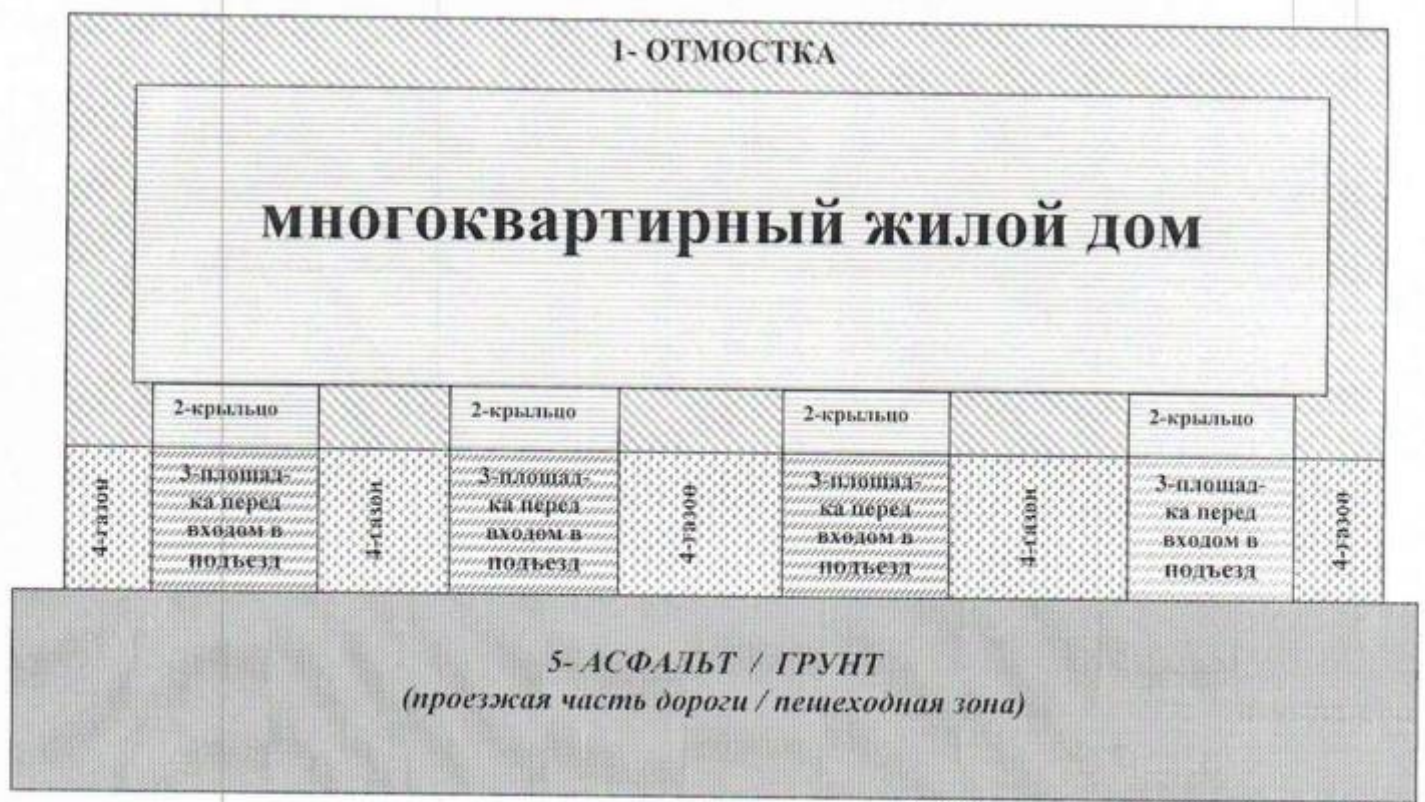 1- ОТМОСТКА
многоквартирный жилой дом
2-крыльцо
2-крыльцо
2-крыльцо
2-крыльцо
4-газон
3-площад-
ка перед
входом в
подъезд
4-газон
3-площад-
ка перед
входом в
подъезд
4-газон
3-площад-
ка перед
входом в
подъезд
4-газон
3-площад-
ка перед
входом в
подъезд
4-газон
5- АСФАЛЬТ / ГРУНТ
(проезжая часть дороги / пешеходная зона)